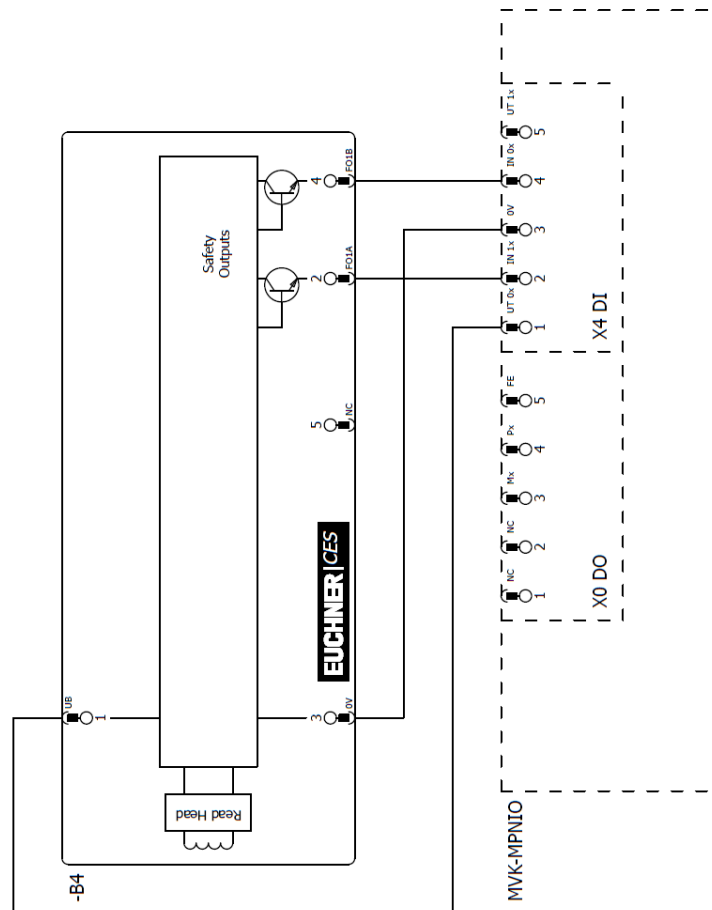 -B4
Read Head
UB
1
3
0V
EUCHNER CES
5
NC
Safety
Outputs
2
FO1A
4
FO1B
MVK-MPNIO
X0 DO
NC
1
NC
2
Mx
3
Px
4
FE
5
X4 DI
UT 0x
1
IN 1x
2
0V
3
IN 0x
4
UT 1x
5